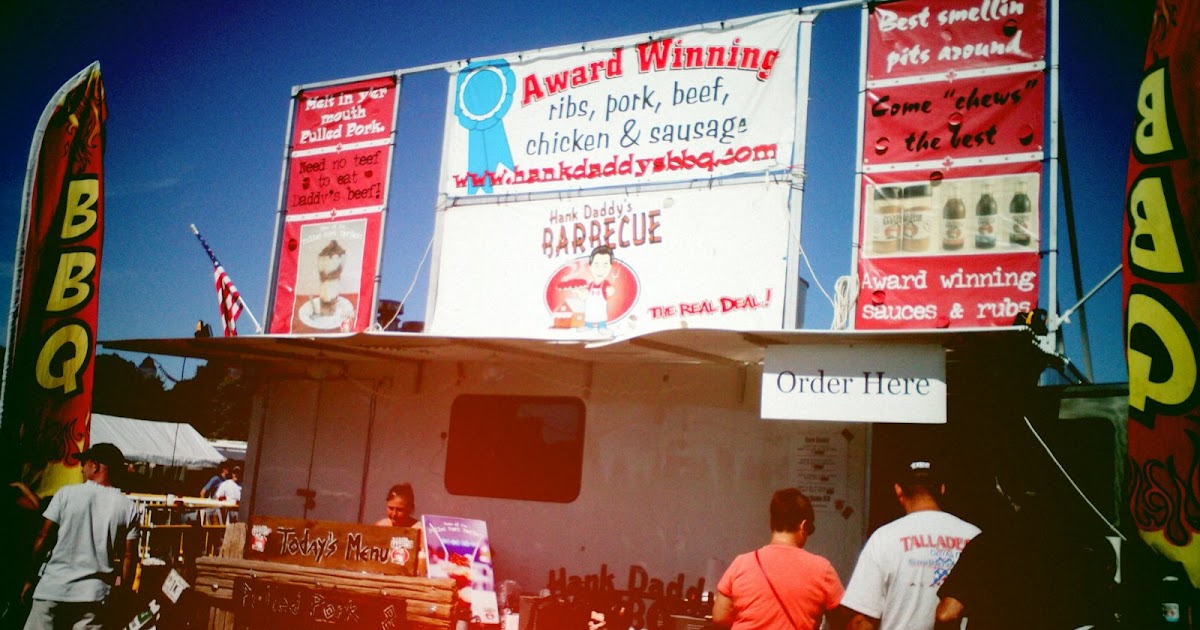 BBQ
Melt in y'er
mouth
Pulled Pork.
Need no teef
to eat
Daddy's beef!
Award Winning
ribs, pork, beef,
chicken & sausage
www.hankdaddysbbq.com
Hank Daddy's
BARBECUE
THE REAL DEAL!
Best smellin
pits around
Come "chews"
the best
Award winning
sauces & rubs
BBQ
Order Here
Today's Menu
Pulled Pork
Hank Daddy
TALLADEG